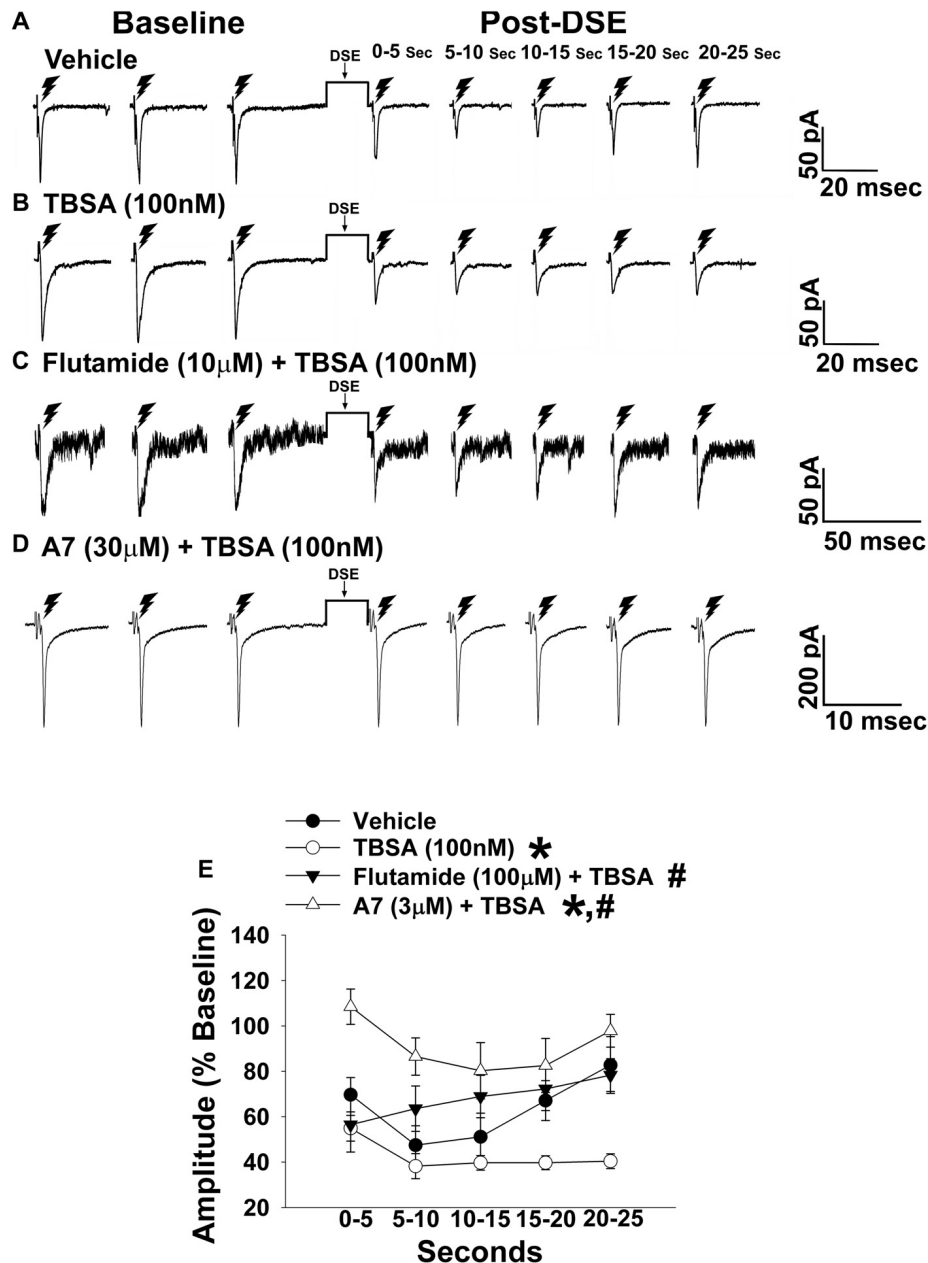 A Baseline Post-DSE
Vehicle DSE 0-5 Sec 5-10 Sec 10-15 Sec 15-20 Sec 20-25 Sec
50 pA
20 msec
B TBSA (100nM)
DSE
50 pA
20 msec
C Flutamide (10μM) + TBSA (100nM)
DSE
50 pA
50 msec
D A7 (30μM) + TBSA (100nM)
DSE
200 pA
10 msec
E
Vehicle
TBSA (100nM) *
Flutamide (100μM) + TBSA #
A7 (3μM) + TBSA *,#
Amplitude (% Baseline)
140
120
100
80
60
40
20
0-5 5-10 10-15 15-20 20-25
Seconds